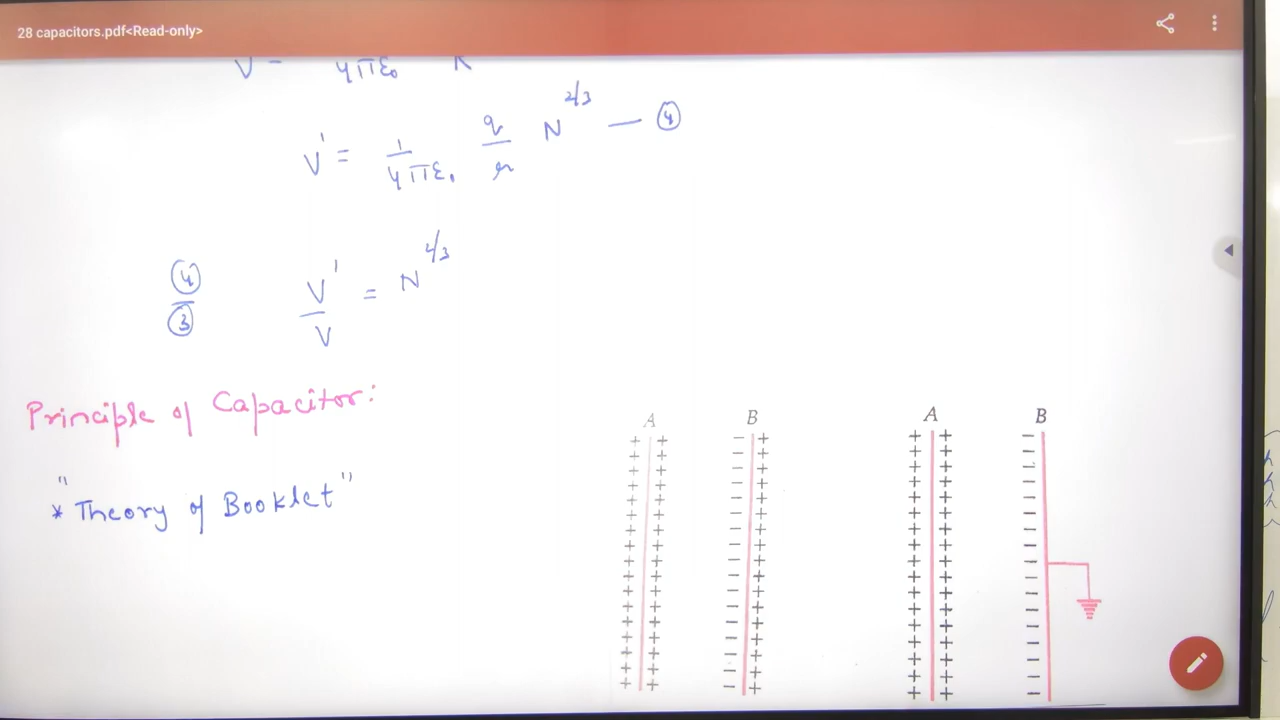 28 capacitors.pdf<Read-only>
V = 4πε₀ R
V' = 1/4πε₀ q/r N^2/3 — ④
④/③ V'/V = N^2/3
Principle of Capacitor:
"* Theory of Booklet"
A B A B